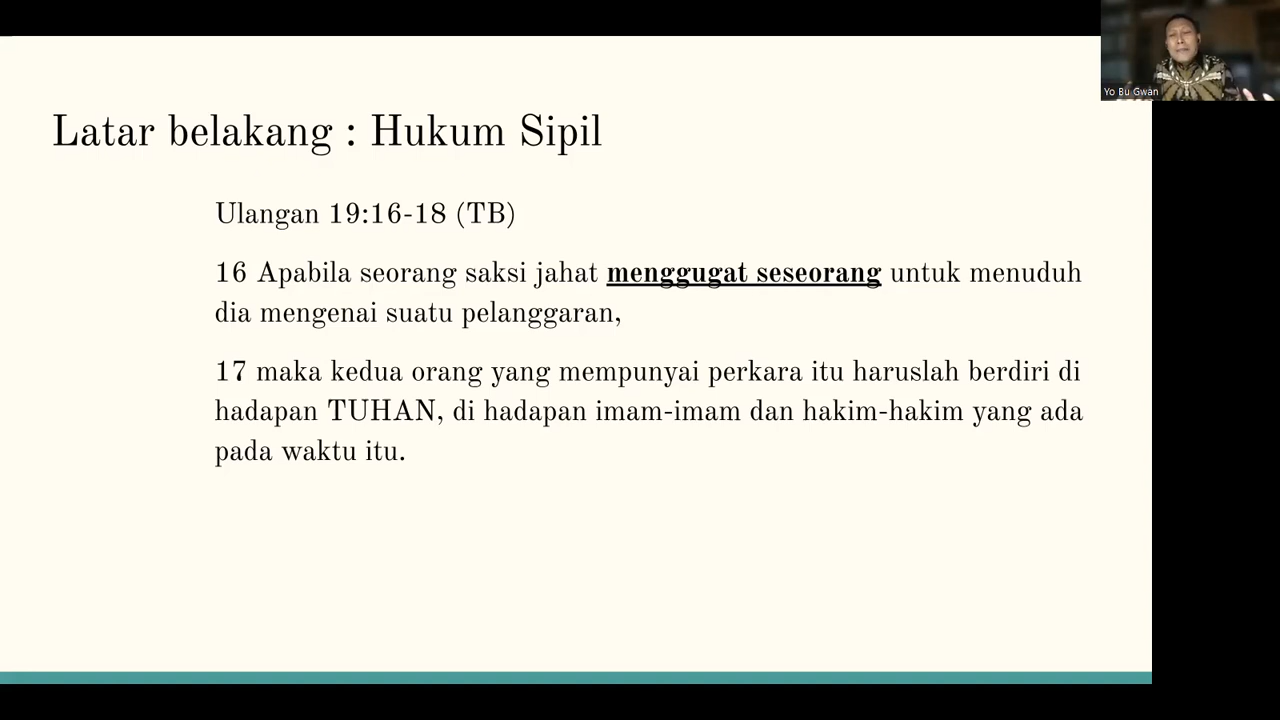 Yo Bu Gwan
Latar belakang : Hukum Sipil
Ulangan 19:16-18 (TB)
16 Apabila seorang saksi jahat menggugat seseorang untuk menuduh
dia mengenai suatu pelanggaran,
17 maka kedua orang yang mempunyai perkara itu haruslah berdiri di
hadapan TUHAN, di hadapan imam-imam dan hakim-hakim yang ada
pada waktu itu.